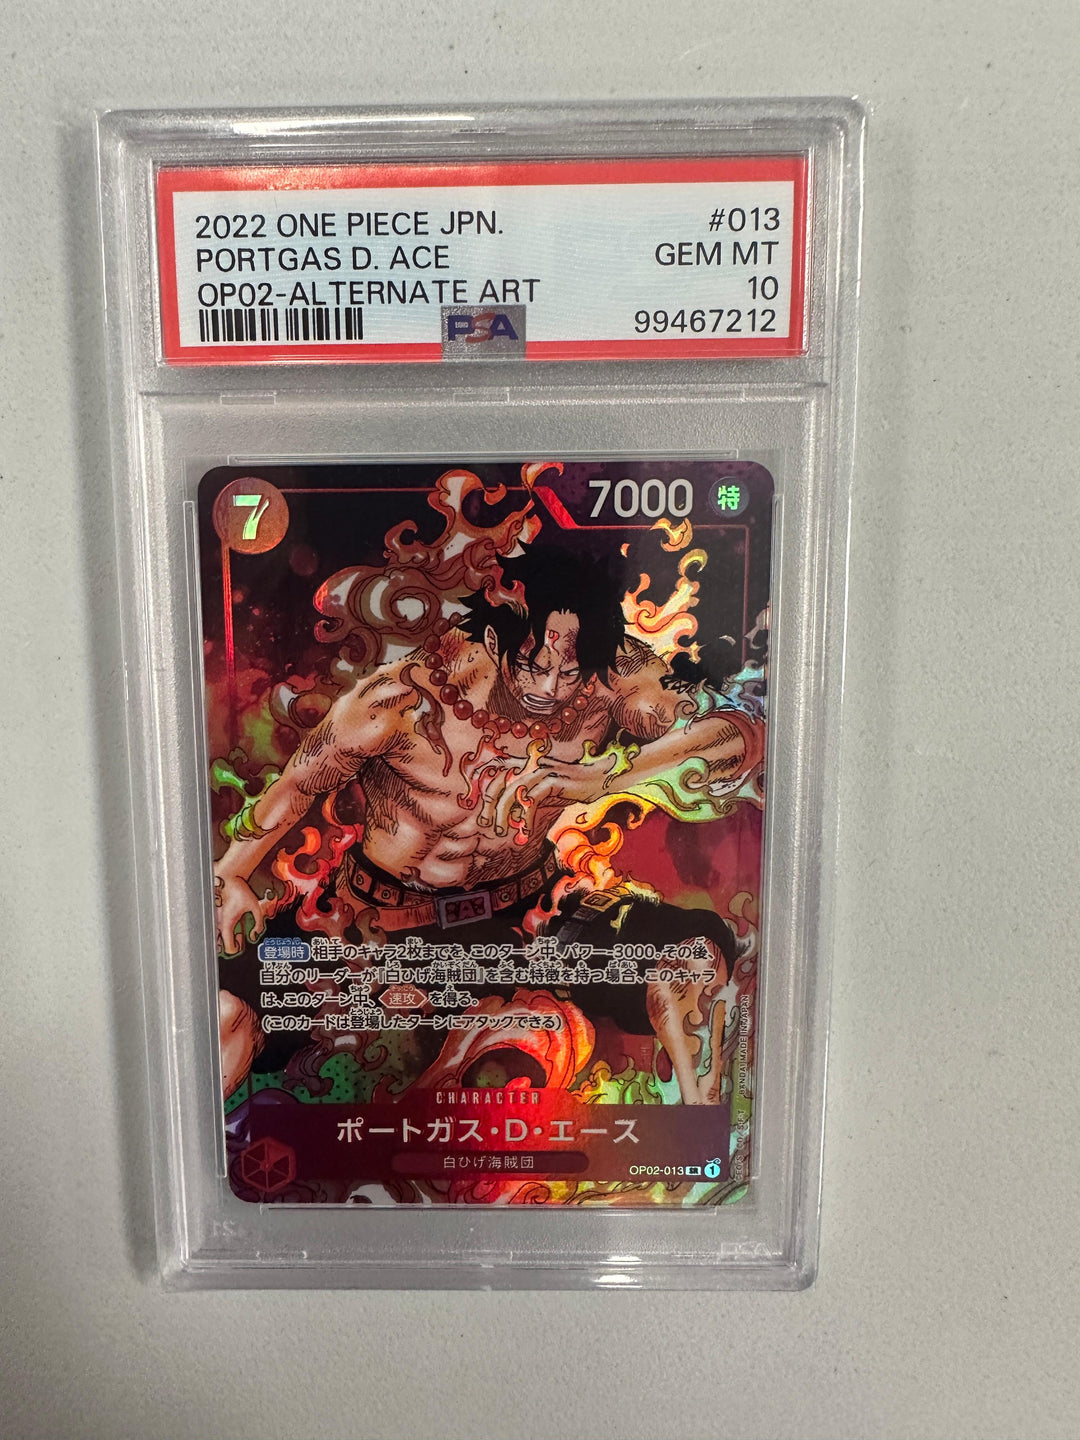 2022 ONE PIECE JPN.
#013
PORTGAS D. ACE
GEM MT
OP02-ALTERNATE ART
10
PSA
99467212
7
7000
特
登場時 相手のキャラ2枚までを、このターン中、パワー-3000。その後、
自分のリーダーが『白ひげ海賊団』を含む特徴を持つ場合、このキャラ
は、このターン中、速攻 を得る。
(このカードは登場したターンにアタックできる)
CHARACTER
ポートガス・D・エース
白ひげ海賊団
OP02-013 SR 1
BANDAI MADE IN JAPAN